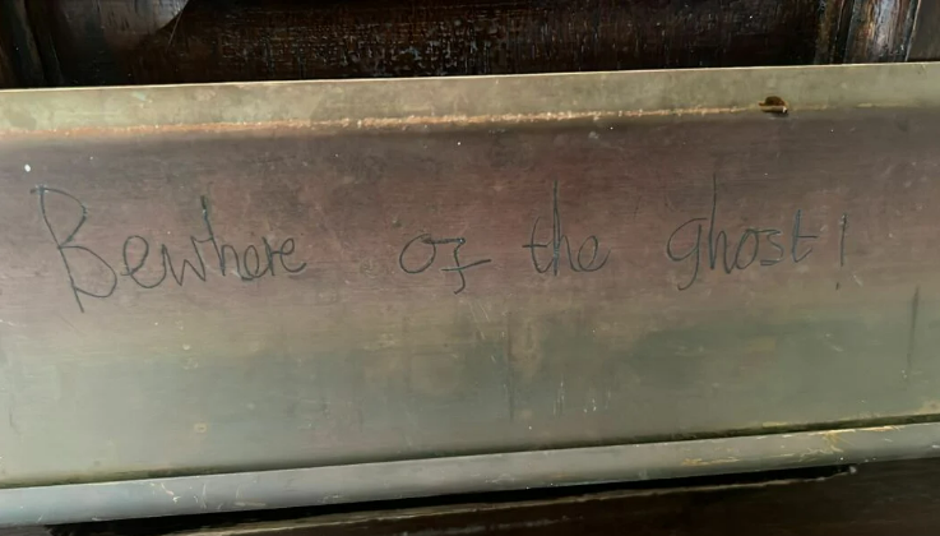 Bewhere of the ghost!